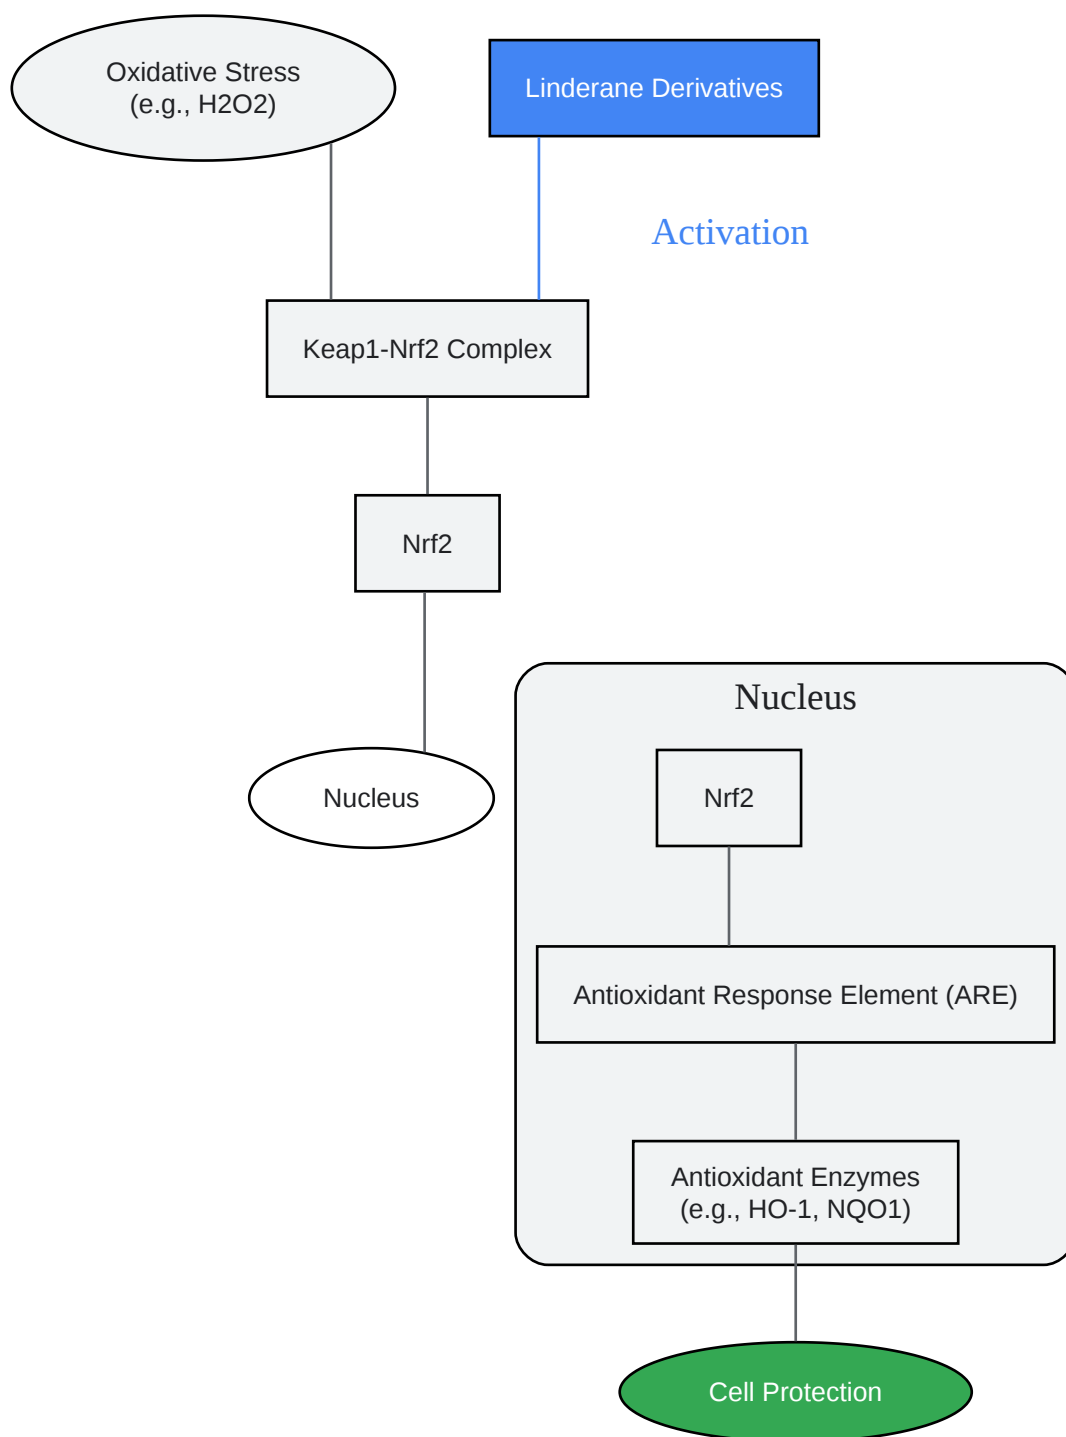 Oxidative Stress
(e.g., H2O2)
Linderane Derivatives
Activation
Keap1-Nrf2 Complex
Nrf2
Nucleus
Nucleus
Nrf2
Antioxidant Response Element (ARE)
Antioxidant Enzymes
(e.g., HO-1, NQO1)
Cell Protection